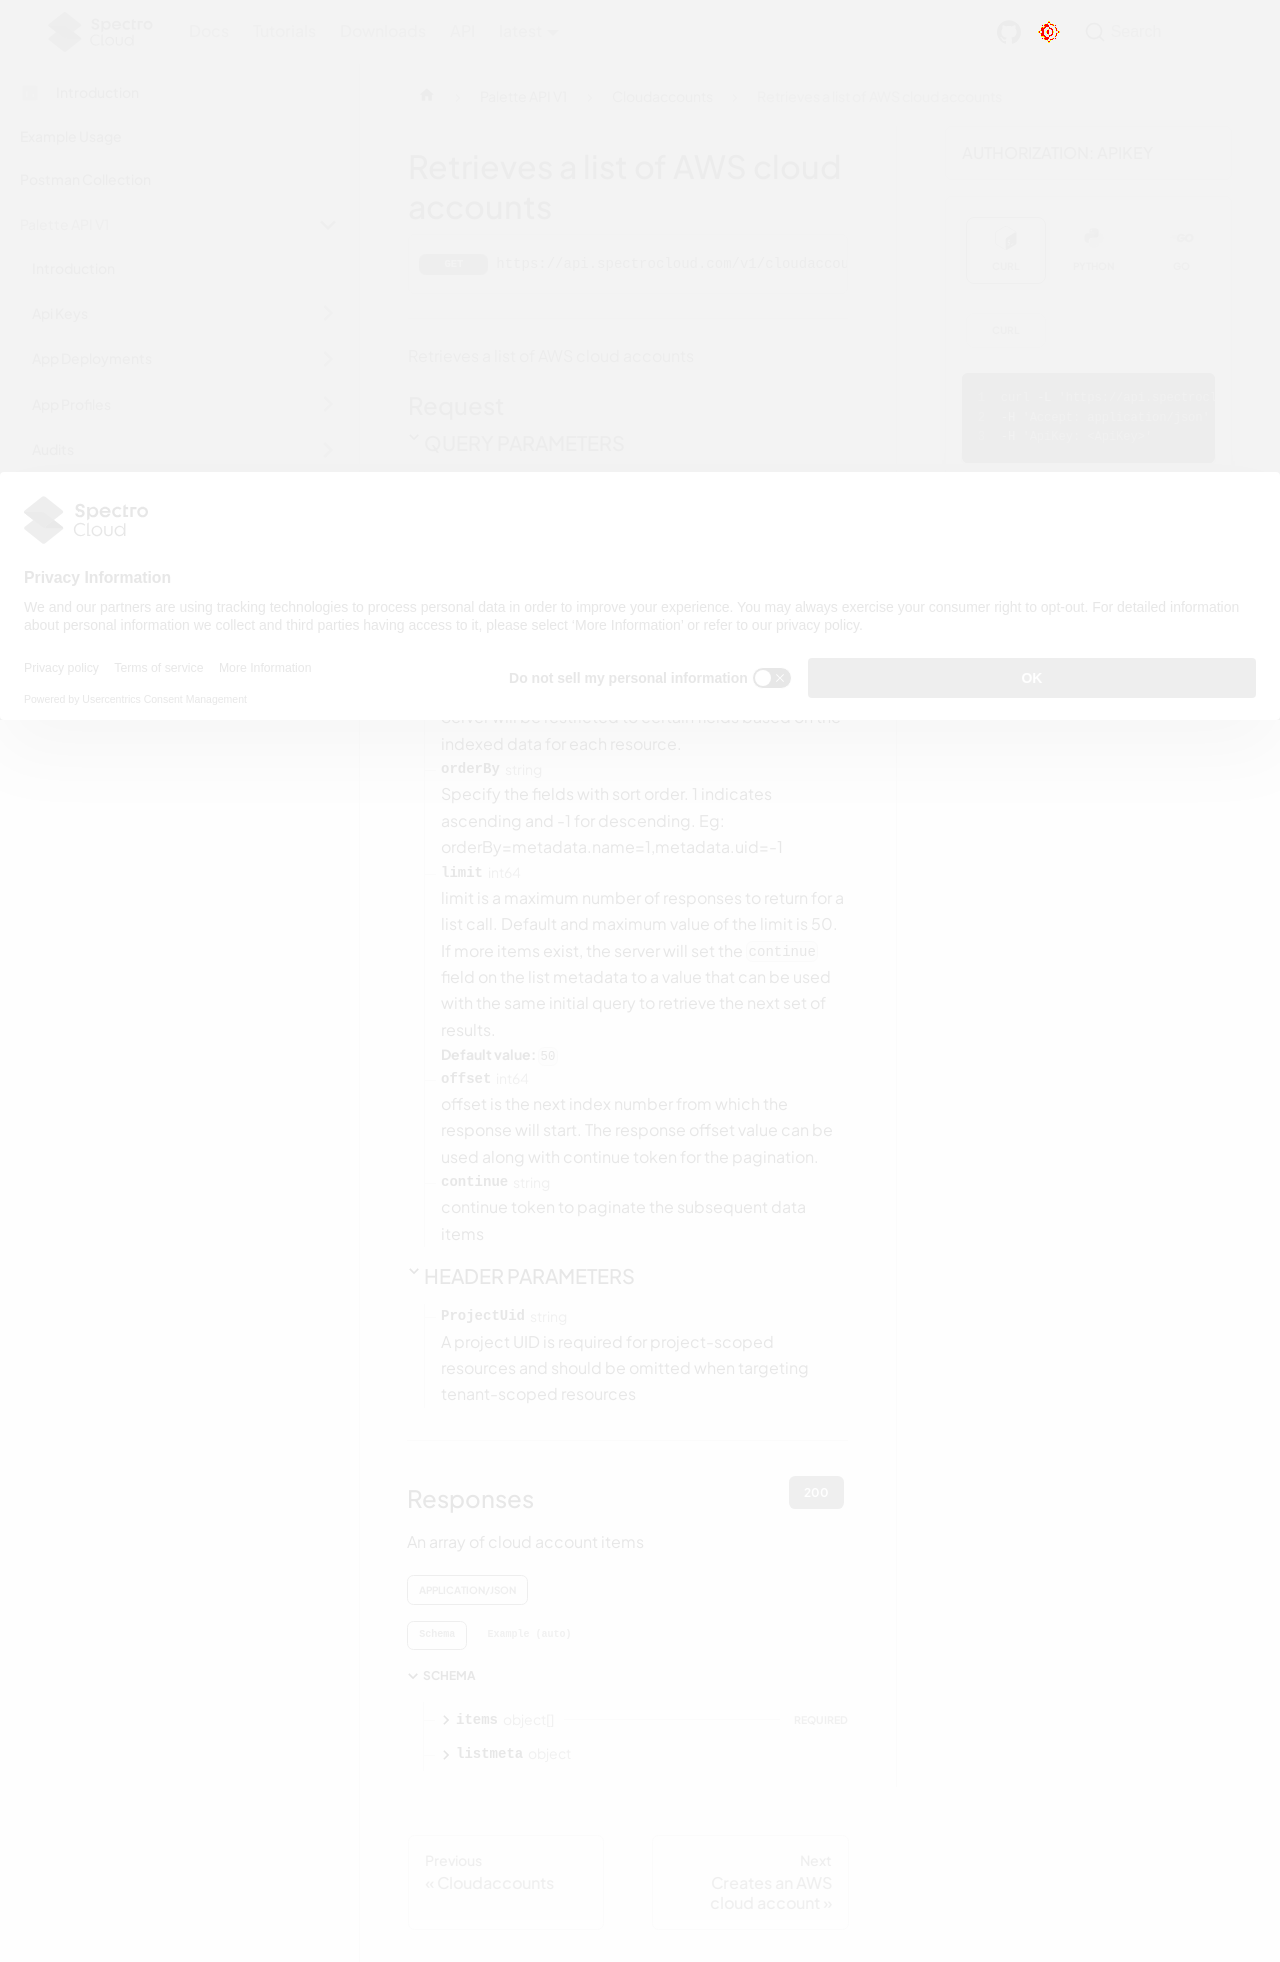 Spectro
Cloud
Docs Tutorials Downloads API latest
Search
Introduction
Palette API V1 Cloudaccounts Retrieves a list of AWS cloud accounts
Example Usage
Postman Collection
Palette API V1
Introduction
Api Keys
App Deployments
App Profiles
Audits
Retrieves a list of AWS cloud
accounts
GET https://api.spectrocloud.com/v1/cloudaccou
Retrieves a list of AWS cloud accounts
Request
QUERY PARAMETERS
AUTHORIZATION: APIKEY
CURL PYTHON GO
CURL
Spectro
Cloud
Privacy Information
We and our partners are using tracking technologies to process personal data in order to improve your experience. You may always exercise your consumer right to opt-out. For detailed information
about personal information we collect and third parties having access to it, please select ‘More Information’ or refer to our privacy policy.
Privacy policy Terms of service More Information
Do not sell my personal information
OK
Powered by Usercentrics Consent Management
server will be restricted to certain fields based on the
indexed data for each resource.
orderBy string
Specify the fields with sort order. 1 indicates
ascending and -1 for descending. Eg:
orderBy=metadata.name=1,metadata.uid=-1
limit int64
limit is a maximum number of responses to return for a
list call. Default and maximum value of the limit is 50.
If more items exist, the server will set the continue
field on the list metadata to a value that can be used
with the same initial query to retrieve the next set of
results.
Default value: 50
offset int64
offset is the next index number from which the
response will start. The response offset value can be
used along with continue token for the pagination.
continue string
continue token to paginate the subsequent data
items
HEADER PARAMETERS
ProjectUid string
A project UID is required for project-scoped
resources and should be omitted when targeting
tenant-scoped resources
Responses
200
An array of cloud account items
APPLICATION/JSON
Schema Example (auto)
SCHEMA
items object[] REQUIRED
listmeta object
Previous
« Cloudaccounts
Next
Creates an AWS
cloud account »